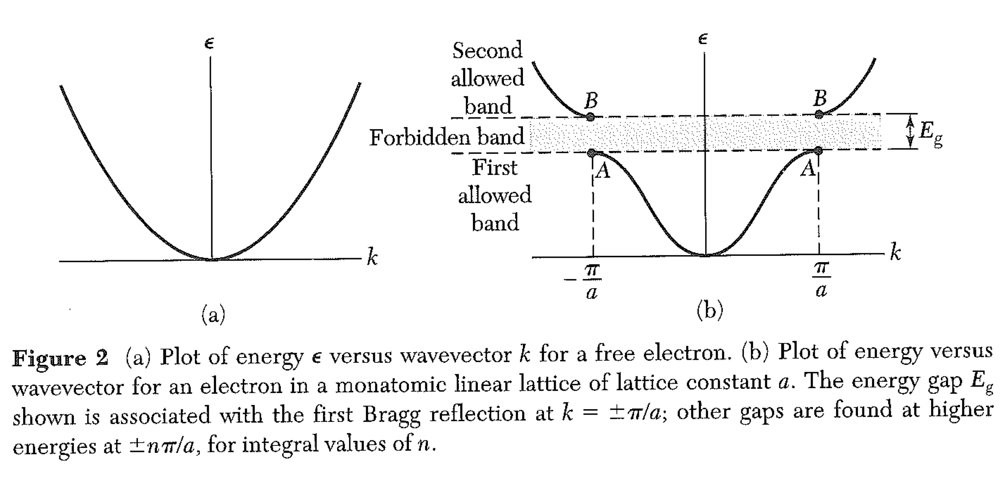 ϵ
k
(a)
ϵ
Second
allowed
band
B
B
Forbidden band
E_g
First
allowed
band
A
A
k
− π/a
π/a
(b)
Figure 2 (a) Plot of energy ϵ versus wavevector k for a free electron. (b) Plot of energy versus
wavevector for an electron in a monatomic linear lattice of lattice constant a. The energy gap E_g
shown is associated with the first Bragg reflection at k = ±π/a; other gaps are found at higher
energies at ±nπ/a, for integral values of n.